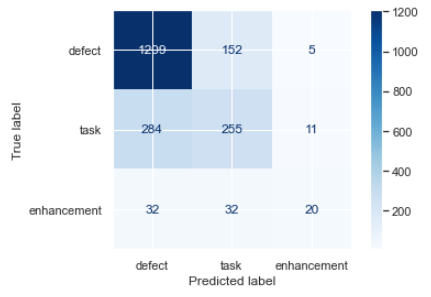 1200
defect 1209 152 5
1000
800
True label
task 284 255 11
600
400
enhancement 32 32 20
200
defect task enhancement
Predicted label